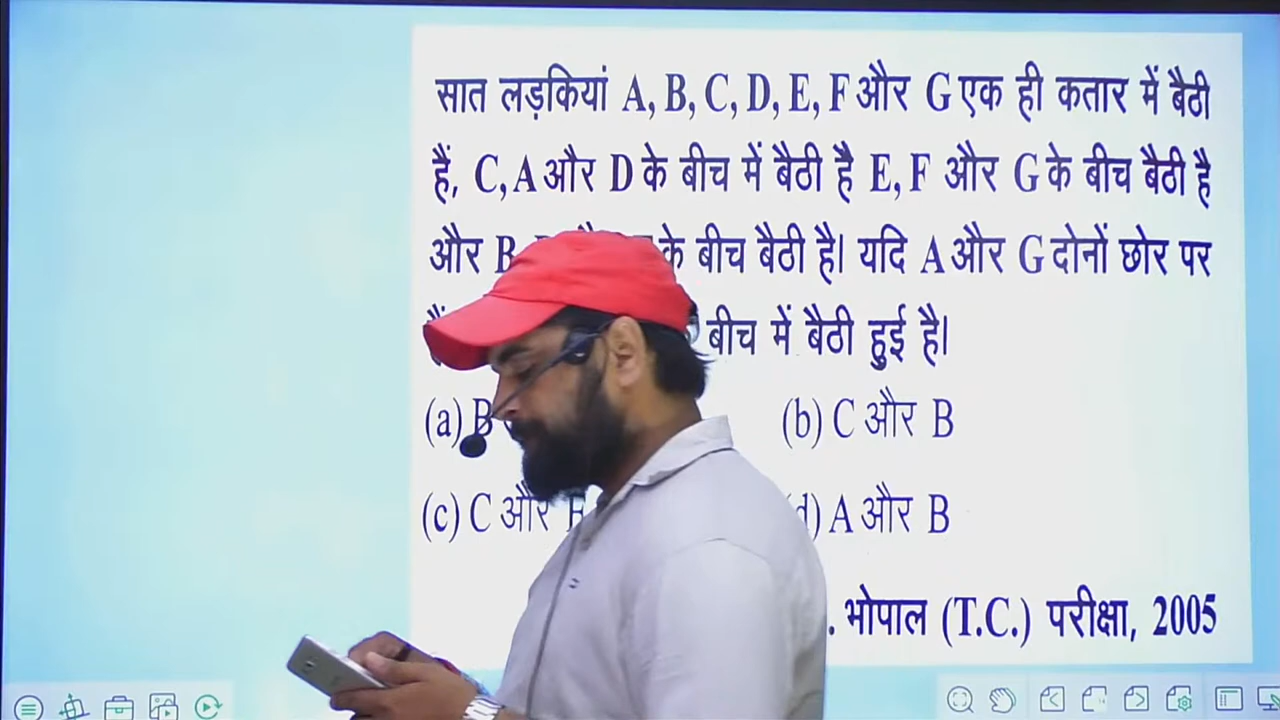 सात लड़कियां A, B, C, D, E, F और G एक ही कतार में बैठी
हैं, C, A और D के बीच में बैठी है E, F और G के बीच बैठी है
और B, के बीच बैठी है। यदि A और G दोनों छोर पर
बीच में बैठी हुई है।
(a) B
(b) C और B
(c) C और
(d) A और B
भोपाल (T.C.) परीक्षा, 2005